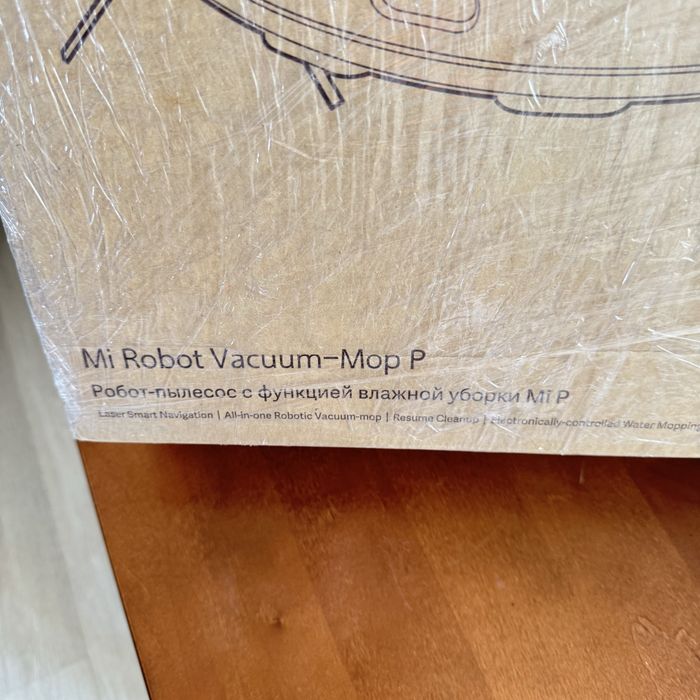 Mi Robot Vacuum-Mop P
Робот-пылесос с функцией влажной уборки Mi P
Laser Smart Navigation | All-in-one Robotic Vacuum-mop | Resume Cleanup | Electronically-controlled Water Mopping